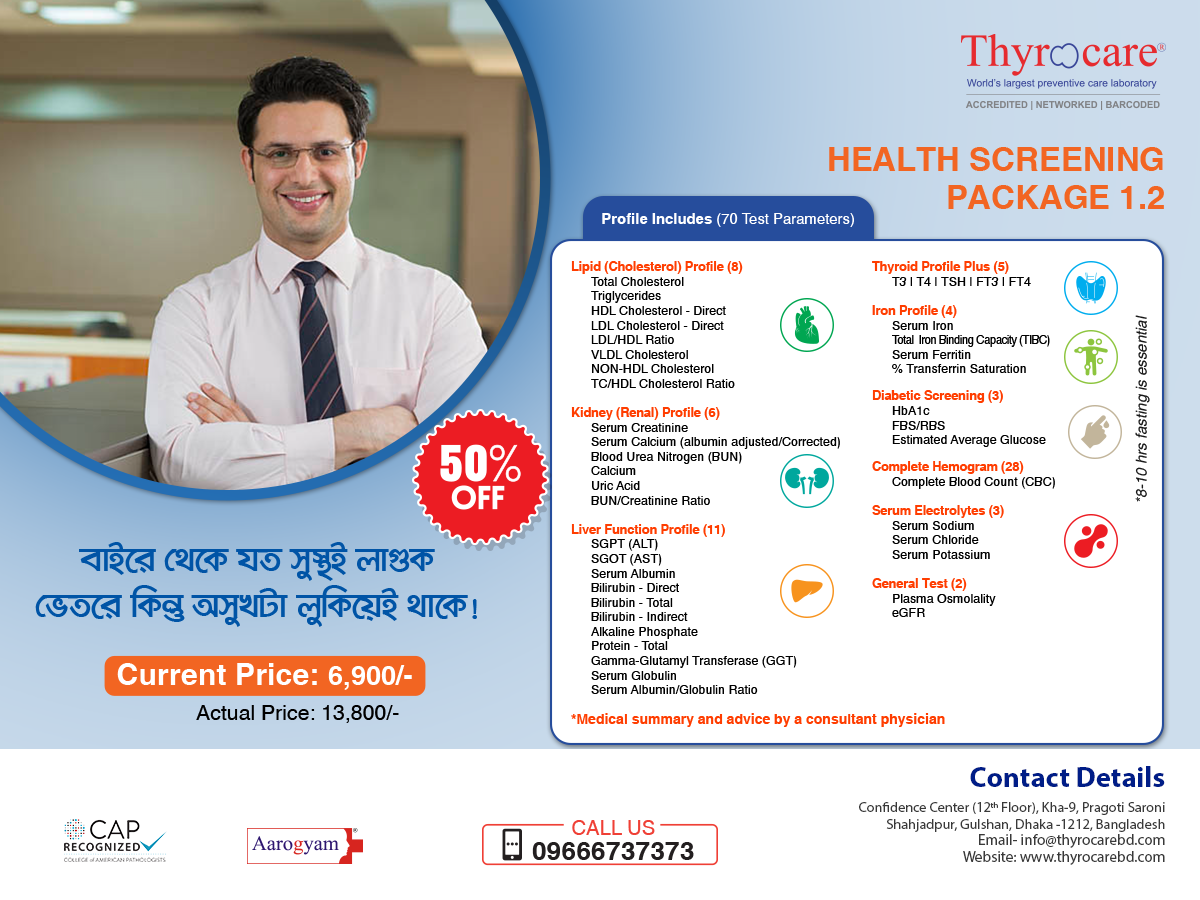 Thyrocare®
World's largest preventive care laboratory
ACCREDITED | NETWORKED | BARCODED
HEALTH SCREENING
PACKAGE 1.2
Profile Includes (70 Test Parameters)
Lipid (Cholesterol) Profile (8)
Total Cholesterol
Triglycerides
HDL Cholesterol - Direct
LDL Cholesterol - Direct
LDL/HDL Ratio
VLDL Cholesterol
NON-HDL Cholesterol
TC/HDL Cholesterol Ratio
Kidney (Renal) Profile (6)
Serum Creatinine
Serum Calcium (albumin adjusted/Corrected)
Blood Urea Nitrogen (BUN)
Calcium
Uric Acid
BUN/Creatinine Ratio
Liver Function Profile (11)
SGPT (ALT)
SGOT (AST)
Serum Albumin
Bilirubin - Direct
Bilirubin - Total
Bilirubin - Indirect
Alkaline Phosphate
Protein - Total
Gamma-Glutamyl Transferase (GGT)
Serum Globulin
Serum Albumin/Globulin Ratio
Thyroid Profile Plus (5)
T3 | T4 | TSH | FT3 | FT4
Iron Profile (4)
Serum Iron
Total Iron Binding Capacity (TIBC)
Serum Ferritin
% Transferrin Saturation
Diabetic Screening (3)
HbA1c
FBS/RBS
Estimated Average Glucose
Complete Hemogram (28)
Complete Blood Count (CBC)
Serum Electrolytes (3)
Serum Sodium
Serum Chloride
Serum Potassium
General Test (2)
Plasma Osmolality
eGFR
*8-10 hrs fasting is essential
*Medical summary and advice by a consultant physician
50%
OFF
বাইরে থেকে যত সুস্থই লাগুক
ভেতরে কিন্তু অসুখটা লুকিয়েই থাকে!
Current Price: 6,900/-
Actual Price: 13,800/-
CAP
RECOGNIZED
COLLEGE of AMERICAN PATHOLOGISTS
Aarogyam®
CALL US
09666737373
Contact Details
Confidence Center (12th Floor), Kha-9, Pragoti Saroni
Shahjadpur, Gulshan, Dhaka -1212, Bangladesh
Email- info@thyrocarebd.com
Website: www.thyrocarebd.com